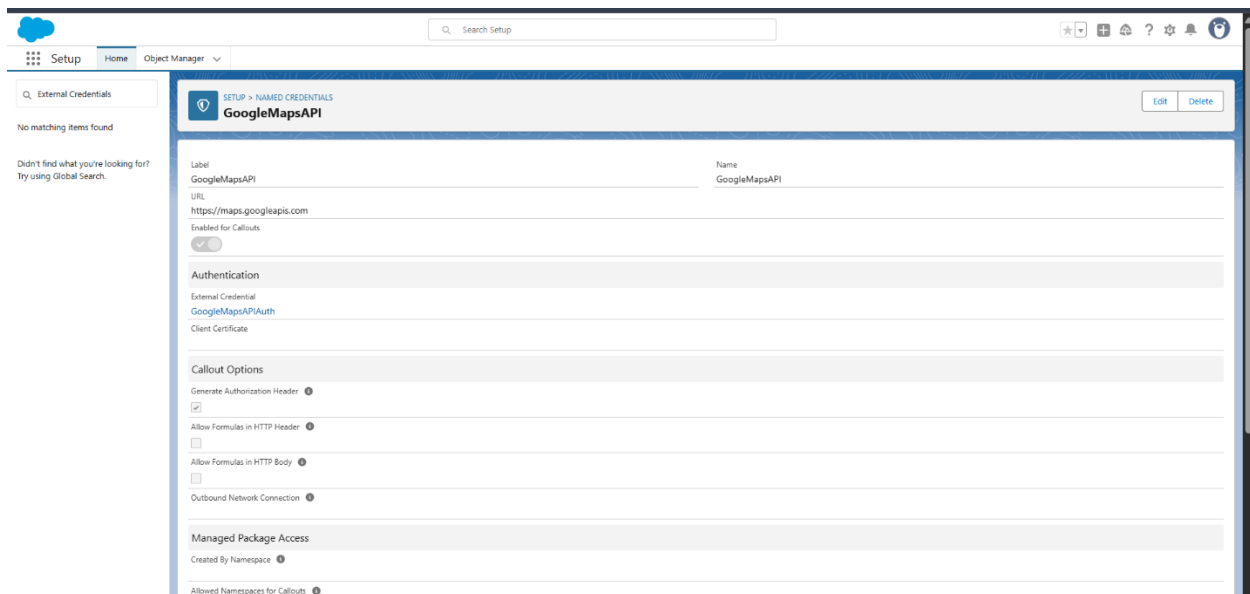 Search Setup
Setup
Home
Object Manager
External Credentials
No matching items found
Didn't find what you're looking for?
Try using Global Search.
SETUP > NAMED CREDENTIALS
GoogleMapsAPI
Edit
Delete
Label
Name
GoogleMapsAPI
GoogleMapsAPI
URL
https://maps.googleapis.com
Enabled for Callouts
Authentication
External Credential
GoogleMapsAPIAuth
Client Certificate
Callout Options
Generate Authorization Header
Allow Formulas in HTTP Header
Allow Formulas in HTTP Body
Outbound Network Connection
Managed Package Access
Created By Namespace
Allowed Namespaces for Callouts